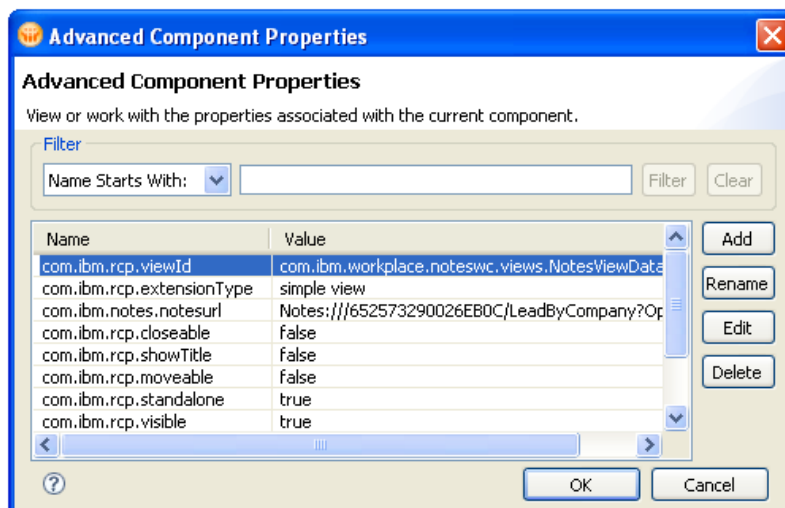 Advanced Component Properties
Advanced Component Properties
View or work with the properties associated with the current component.
Filter
Name Starts With: Filter Clear
Name Value Add
com.ibm.rcp.viewId com.ibm.workplace.noteswc.views.NotesViewData
com.ibm.rcp.extensionType simple view Rename
com.ibm.notes.notesurl Notes:///652573290026EB0C/LeadByCompany?Op
com.ibm.rcp.closeable false Edit
com.ibm.rcp.showTitle false
com.ibm.rcp.moveable false Delete
com.ibm.rcp.standalone true
com.ibm.rcp.visible true
? OK Cancel